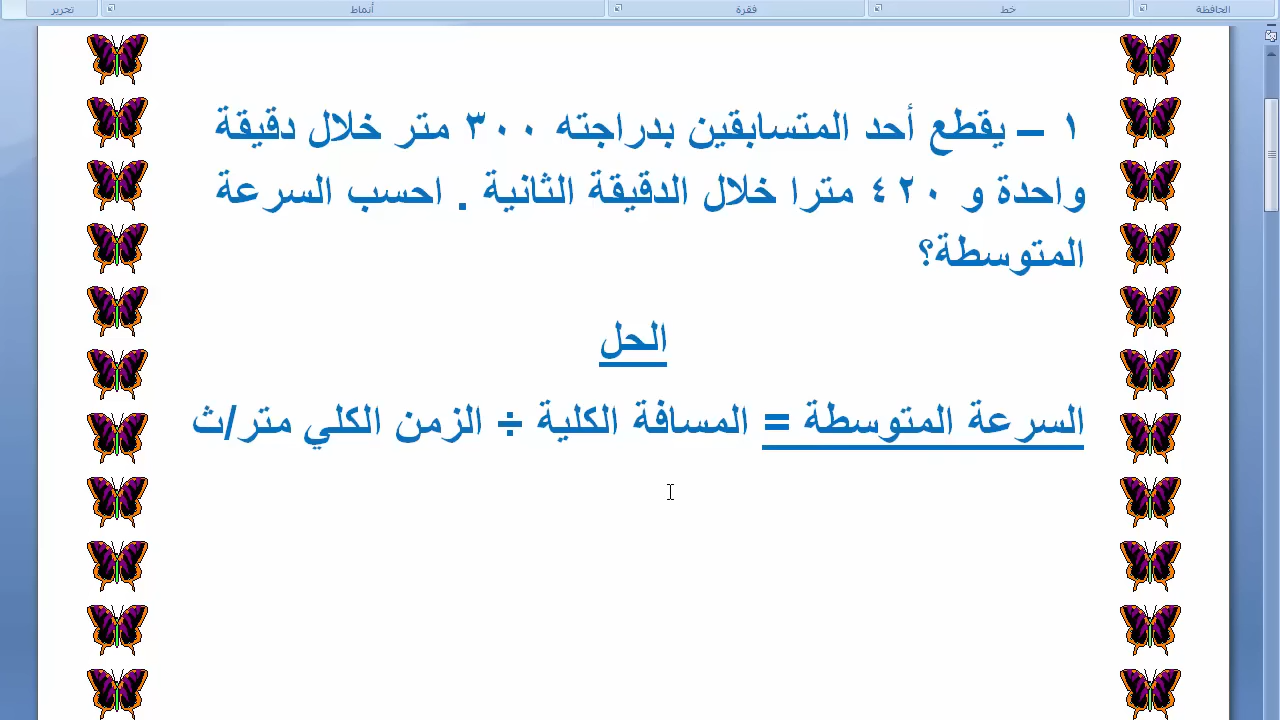 الحافظة خط فقرة أنماط تحرير
١ – يقطع أحد المتسابقين بدراجته ٣٠٠ متر خلال دقيقة
واحدة و ٤٢٠ مترا خلال الدقيقة الثانية . احسب السرعة
المتوسطة؟
الحل
السرعة المتوسطة = المسافة الكلية ÷ الزمن الكلي متر/ث